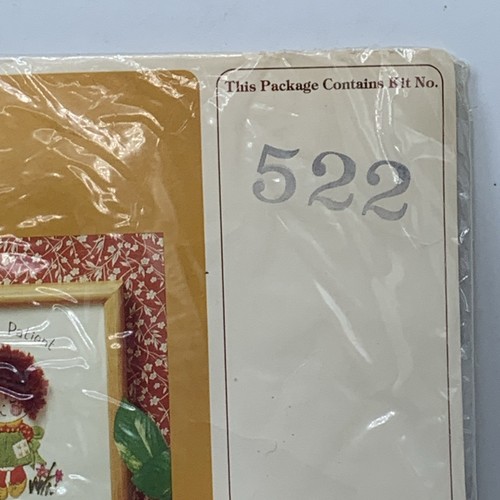 This Package Contains Kit No.
522
Patient